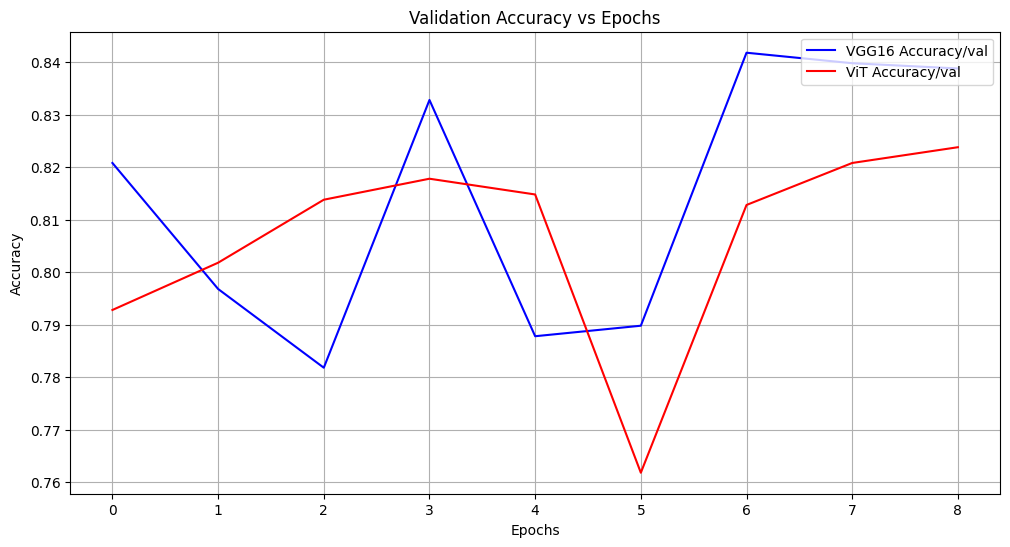 Validation Accuracy vs Epochs
VGG16 Accuracy/val
ViT Accuracy/val
Accuracy
0.84
0.83
0.82
0.81
0.80
0.79
0.78
0.77
0.76
0 1 2 3 4 5 6 7 8
Epochs